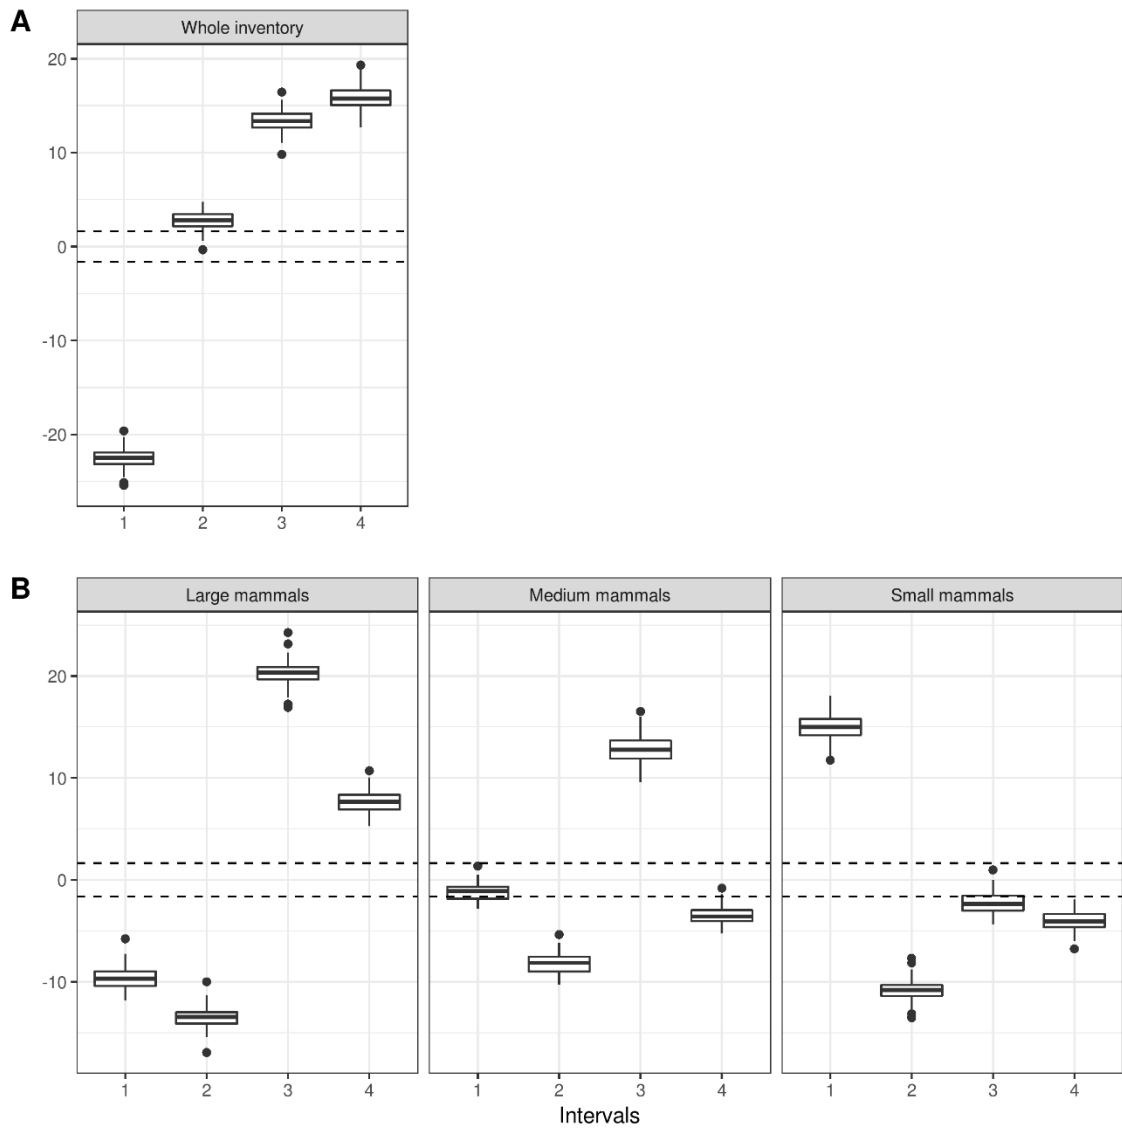 A
Whole inventory
20
10
0
-10
-20
1 2 3 4
B
Large mammals Medium mammals Small mammals
20
10
0
-10
1 2 3 4 1 2 3 4 1 2 3 4
Intervals